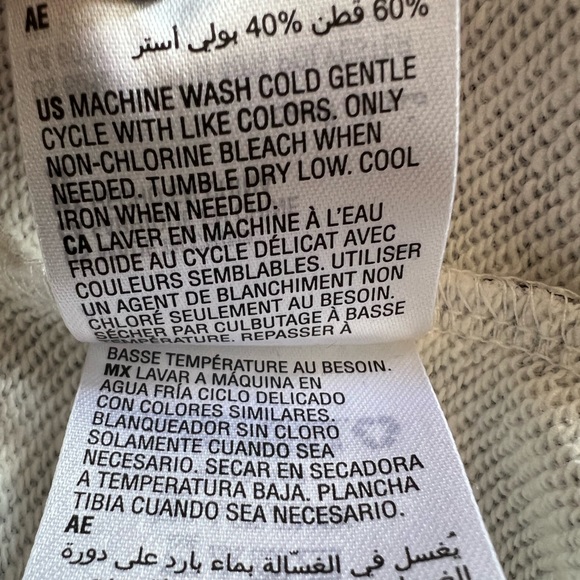 AE
60% قطن 40% بولي أستر
US MACHINE WASH COLD GENTLE
CYCLE WITH LIKE COLORS. ONLY
NON-CHLORINE BLEACH WHEN
NEEDED. TUMBLE DRY LOW. COOL
IRON WHEN NEEDED.
CA LAVER EN MACHINE À L'EAU
FROIDE AU CYCLE DÉLICAT AVEC
COULEURS SEMBLABLES. UTILISER
UN AGENT DE BLANCHIMENT NON
CHLORÉ SEULEMENT AU BESOIN.
SÉCHER PAR CULBUTAGE À BASSE
TEMPÉRATURE. REPASSER À
BASSE TEMPÉRATURE AU BESOIN.
MX LAVAR A MÁQUINA EN
AGUA FRÍA CICLO DELICADO
CON COLORES SIMILARES.
BLANQUEADOR SIN CLORO
SOLAMENTE CUANDO SEA
NECESARIO. SECAR EN SECADORA
A TEMPERATURA BAJA. PLANCHA
TIBIA CUANDO SEA NECESARIO.
AE
يُغسل في الغسّالة بماء بارد على دورة